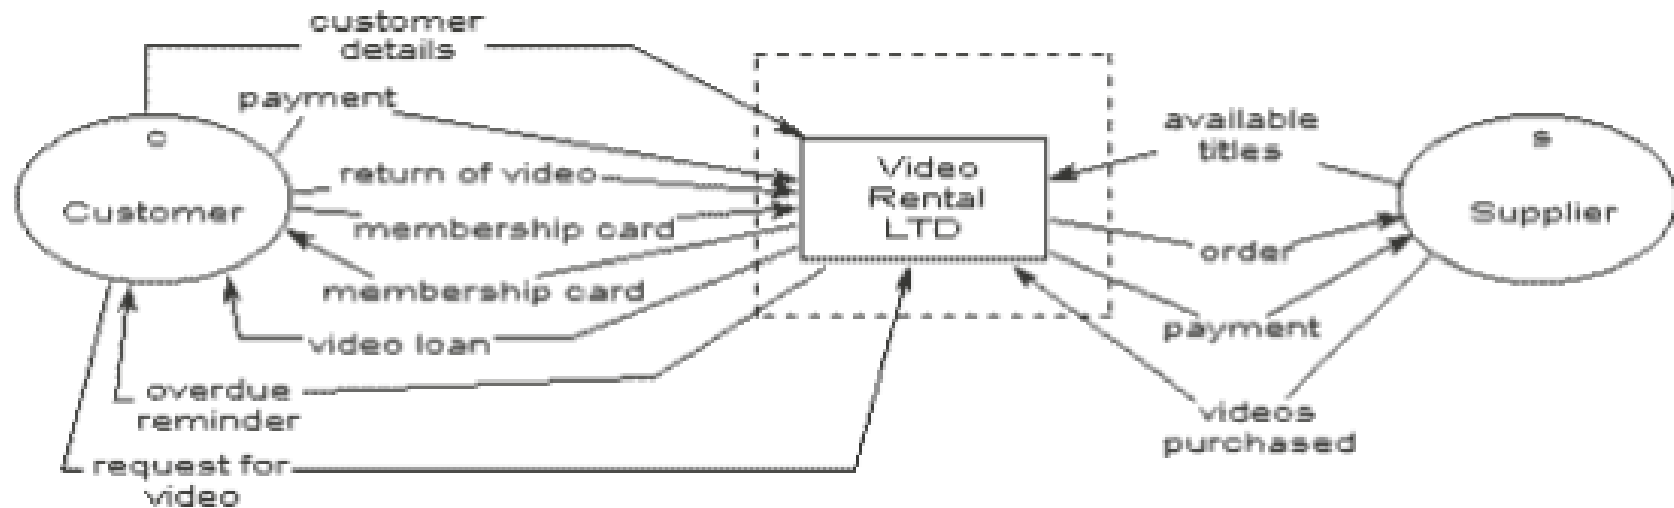 customer
details
payment
c
Customer
return of video
membership card
membership card
video loan
overdue
reminder
request for
video
Video
Rental
LTD
available
titles
s
Supplier
order
payment
videos
purchased